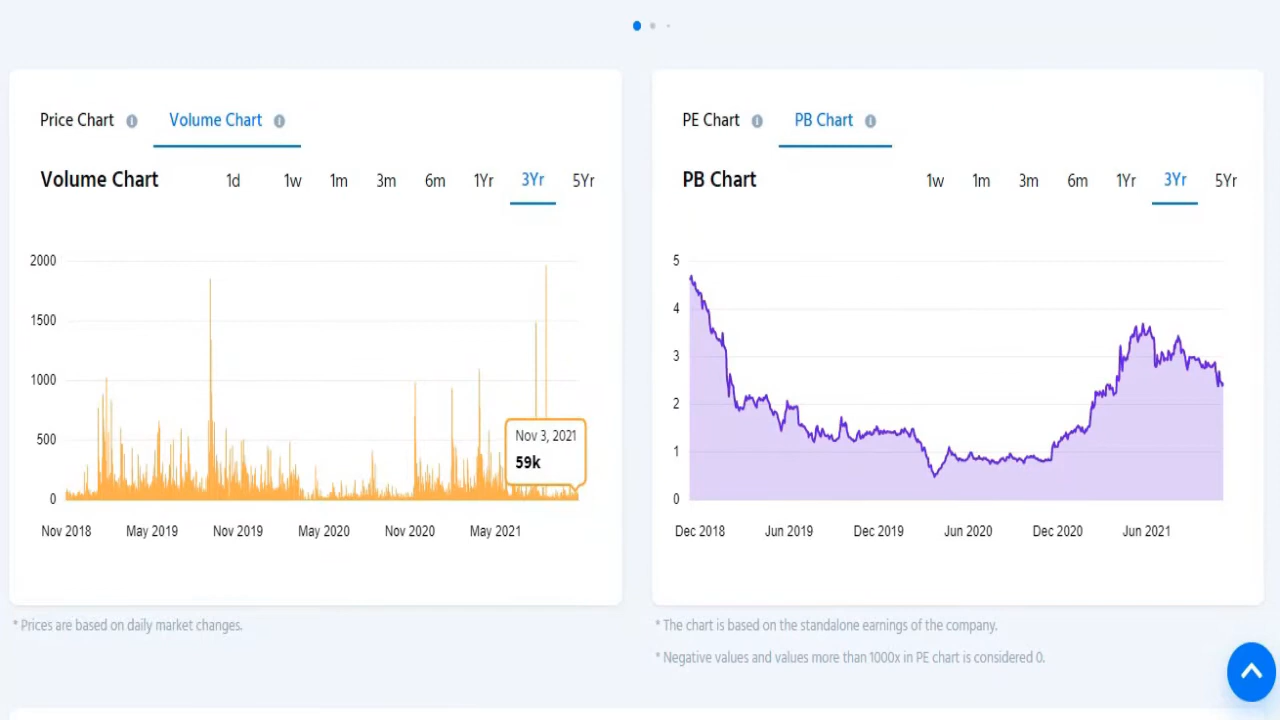 Price Chart
Volume Chart
Volume Chart
1d 1w 1m 3m 6m 1Yr 3Yr 5Yr
2000
1500
1000
500
0
Nov 3, 2021
59k
Nov 2018 May 2019 Nov 2019 May 2020 Nov 2020 May 2021
* Prices are based on daily market changes.
PE Chart
PB Chart
PB Chart
1w 1m 3m 6m 1Yr 3Yr 5Yr
5
4
3
2
1
0
Dec 2018 Jun 2019 Dec 2019 Jun 2020 Dec 2020 Jun 2021
* The chart is based on the standalone earnings of the company.
* Negative values and values more than 1000x in PE chart is considered 0.